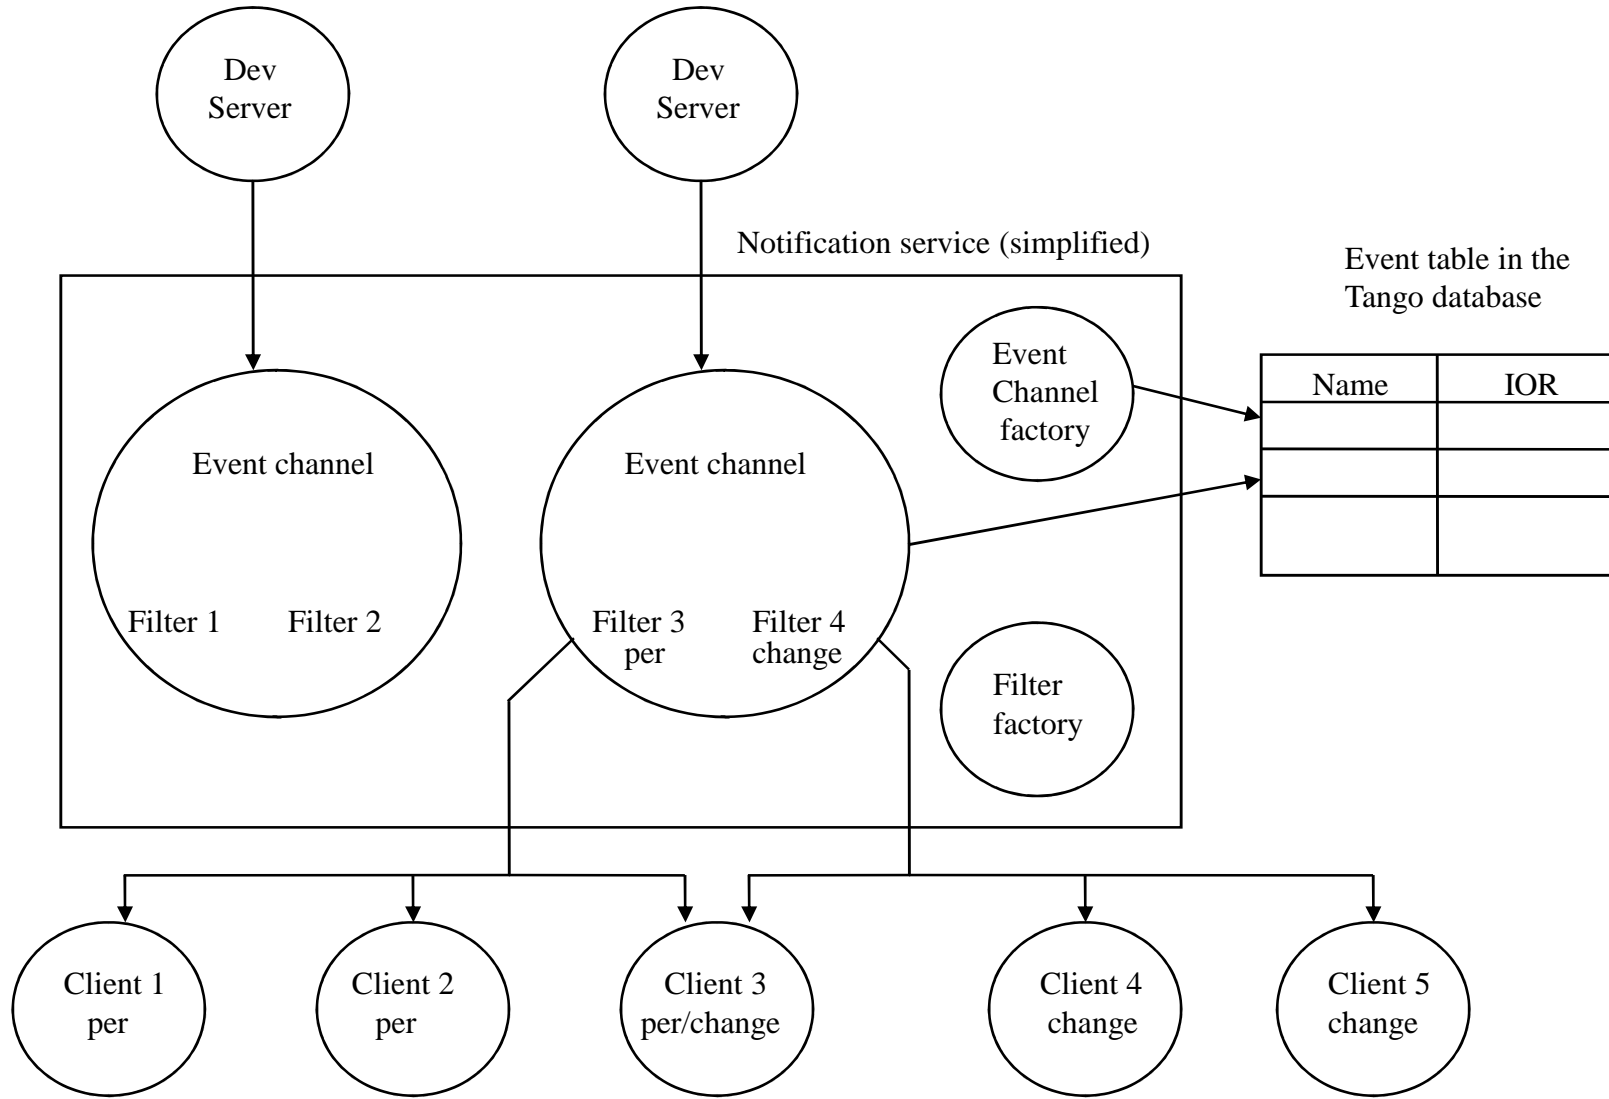 Dev
Server
Dev
Server
Notification service (simplified)
Event table in the
Tango database
Event
Channel
factory
Name
IOR
Event channel
Event channel
Filter 1
Filter 2
Filter 3
per
Filter 4
change
Filter
factory
Client 1
per
Client 2
per
Client 3
per/change
Client 4
change
Client 5
change